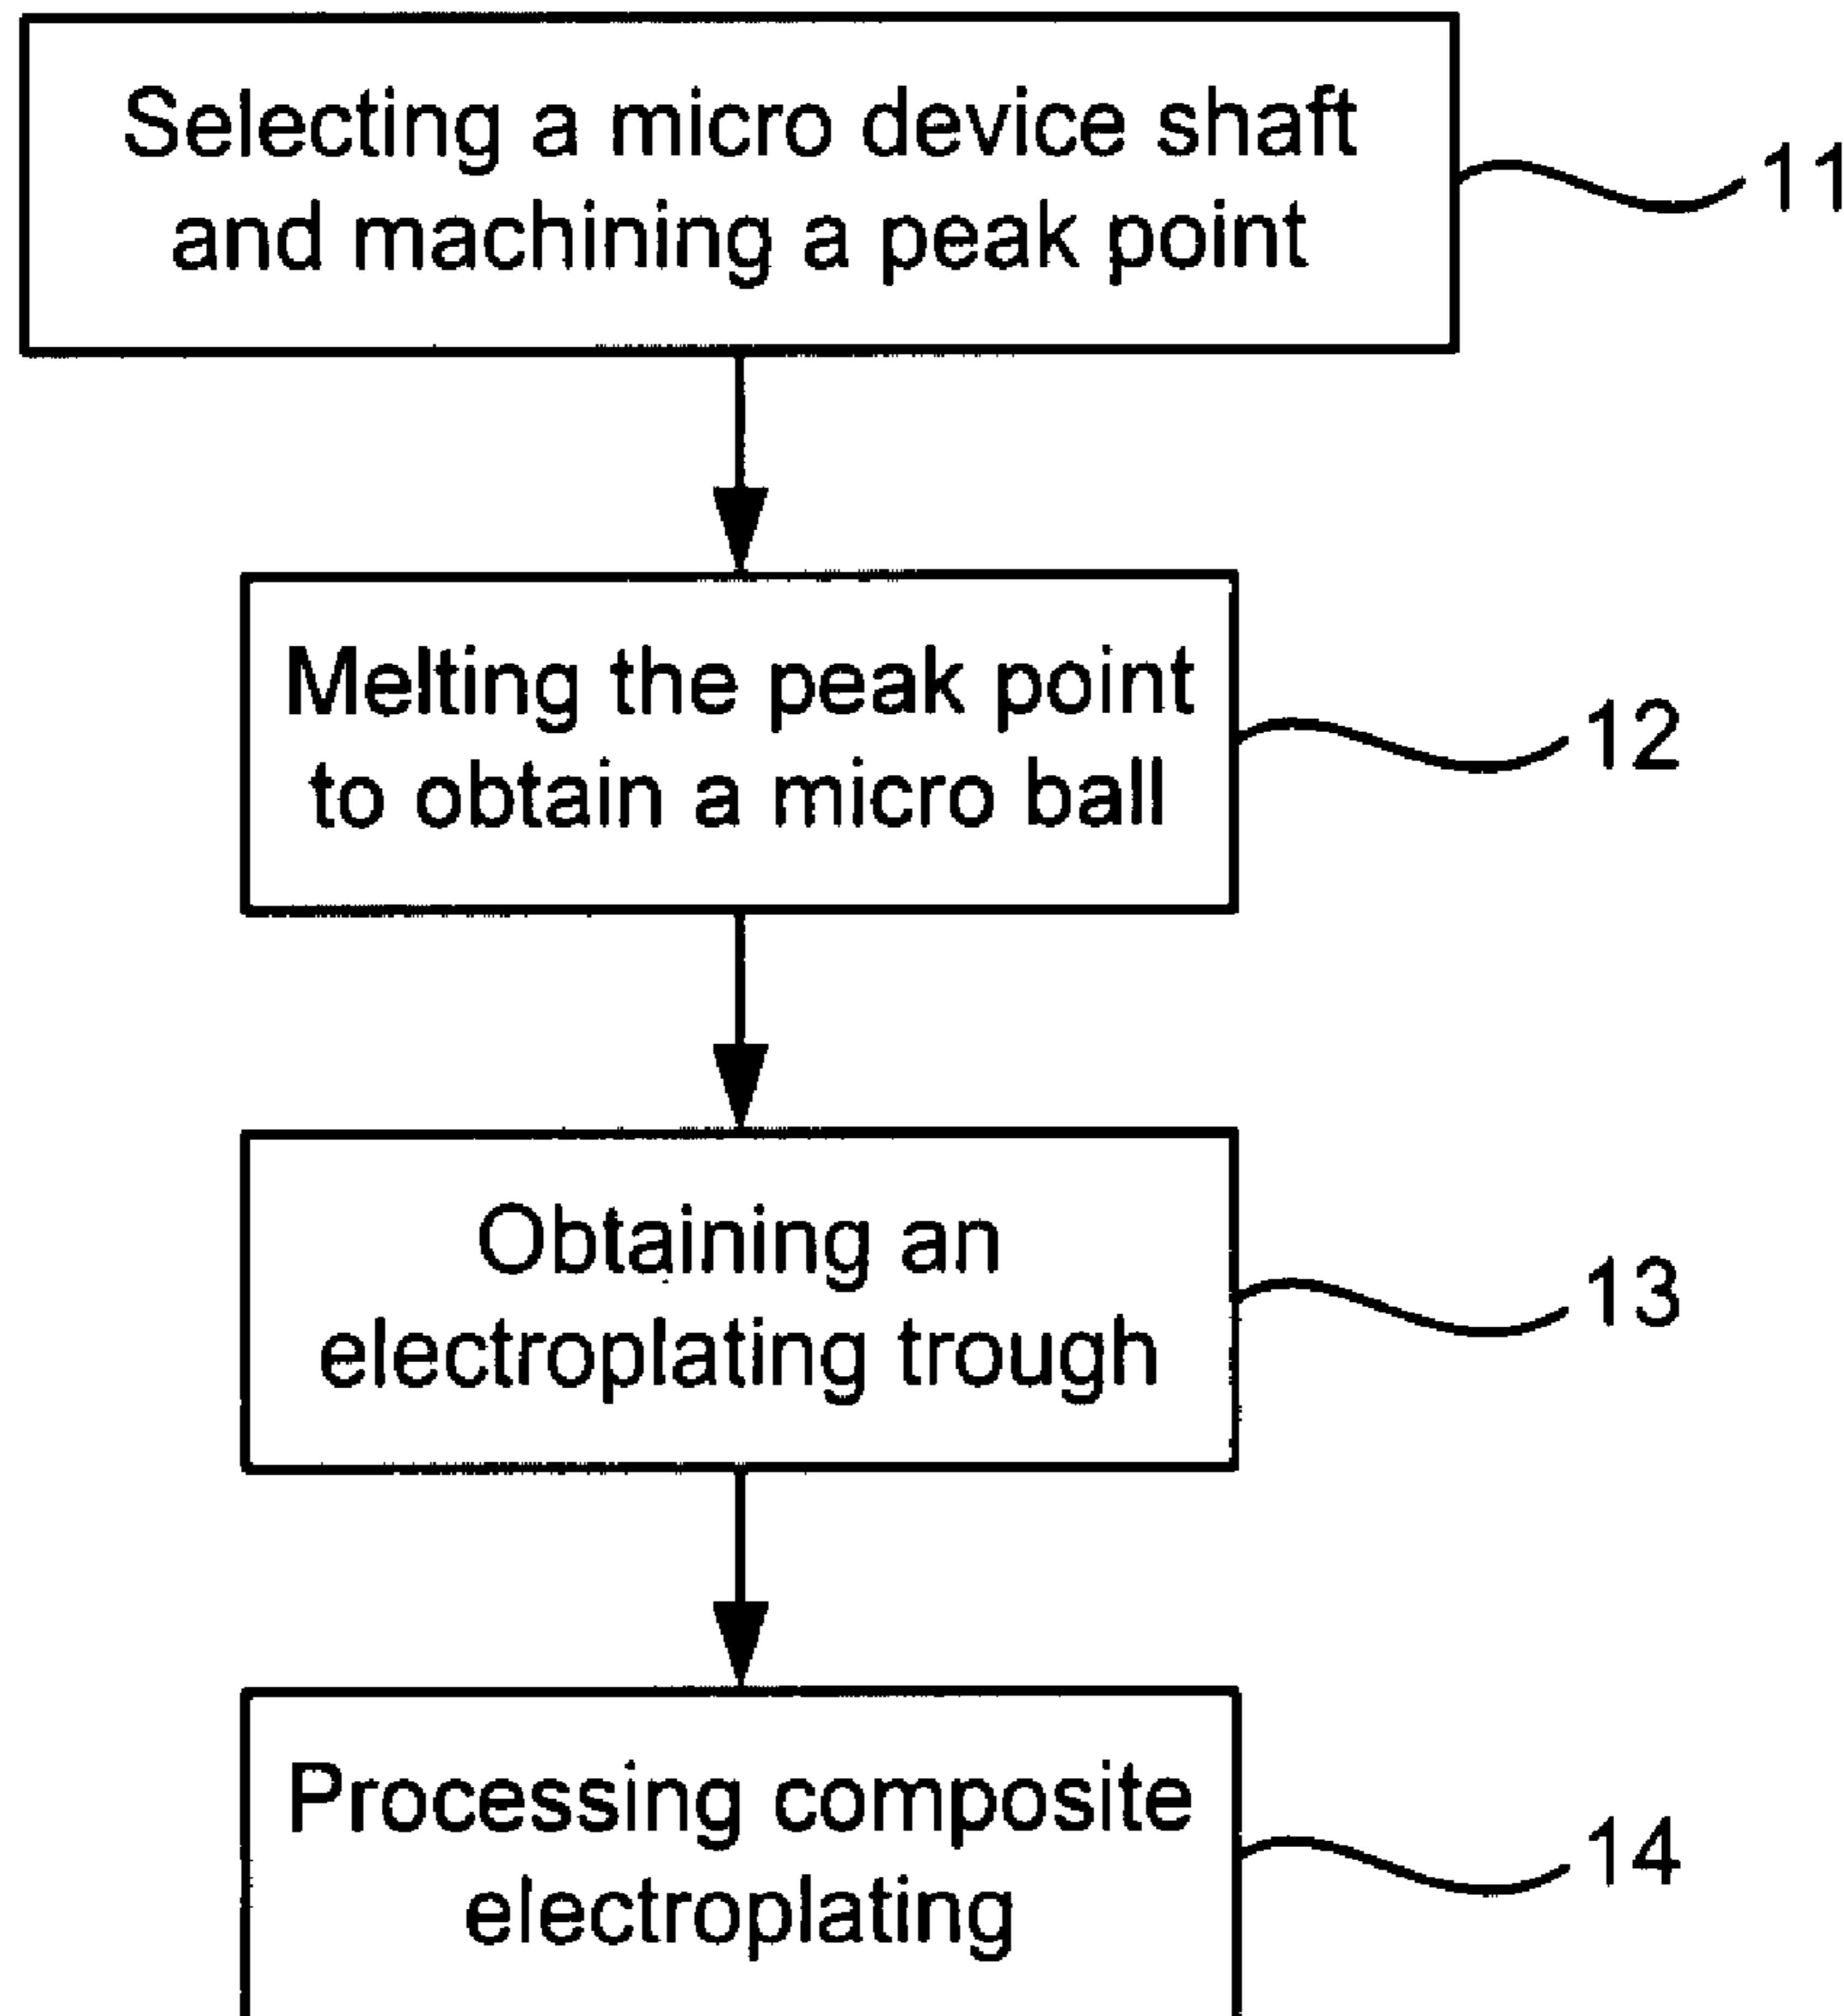 Selecting a micro device shaft
and machining a peak point
11
Melting the peak point
to obtain a micro ball
12
Obtaining an
electroplating trough
13
Processing composite
electroplating
14